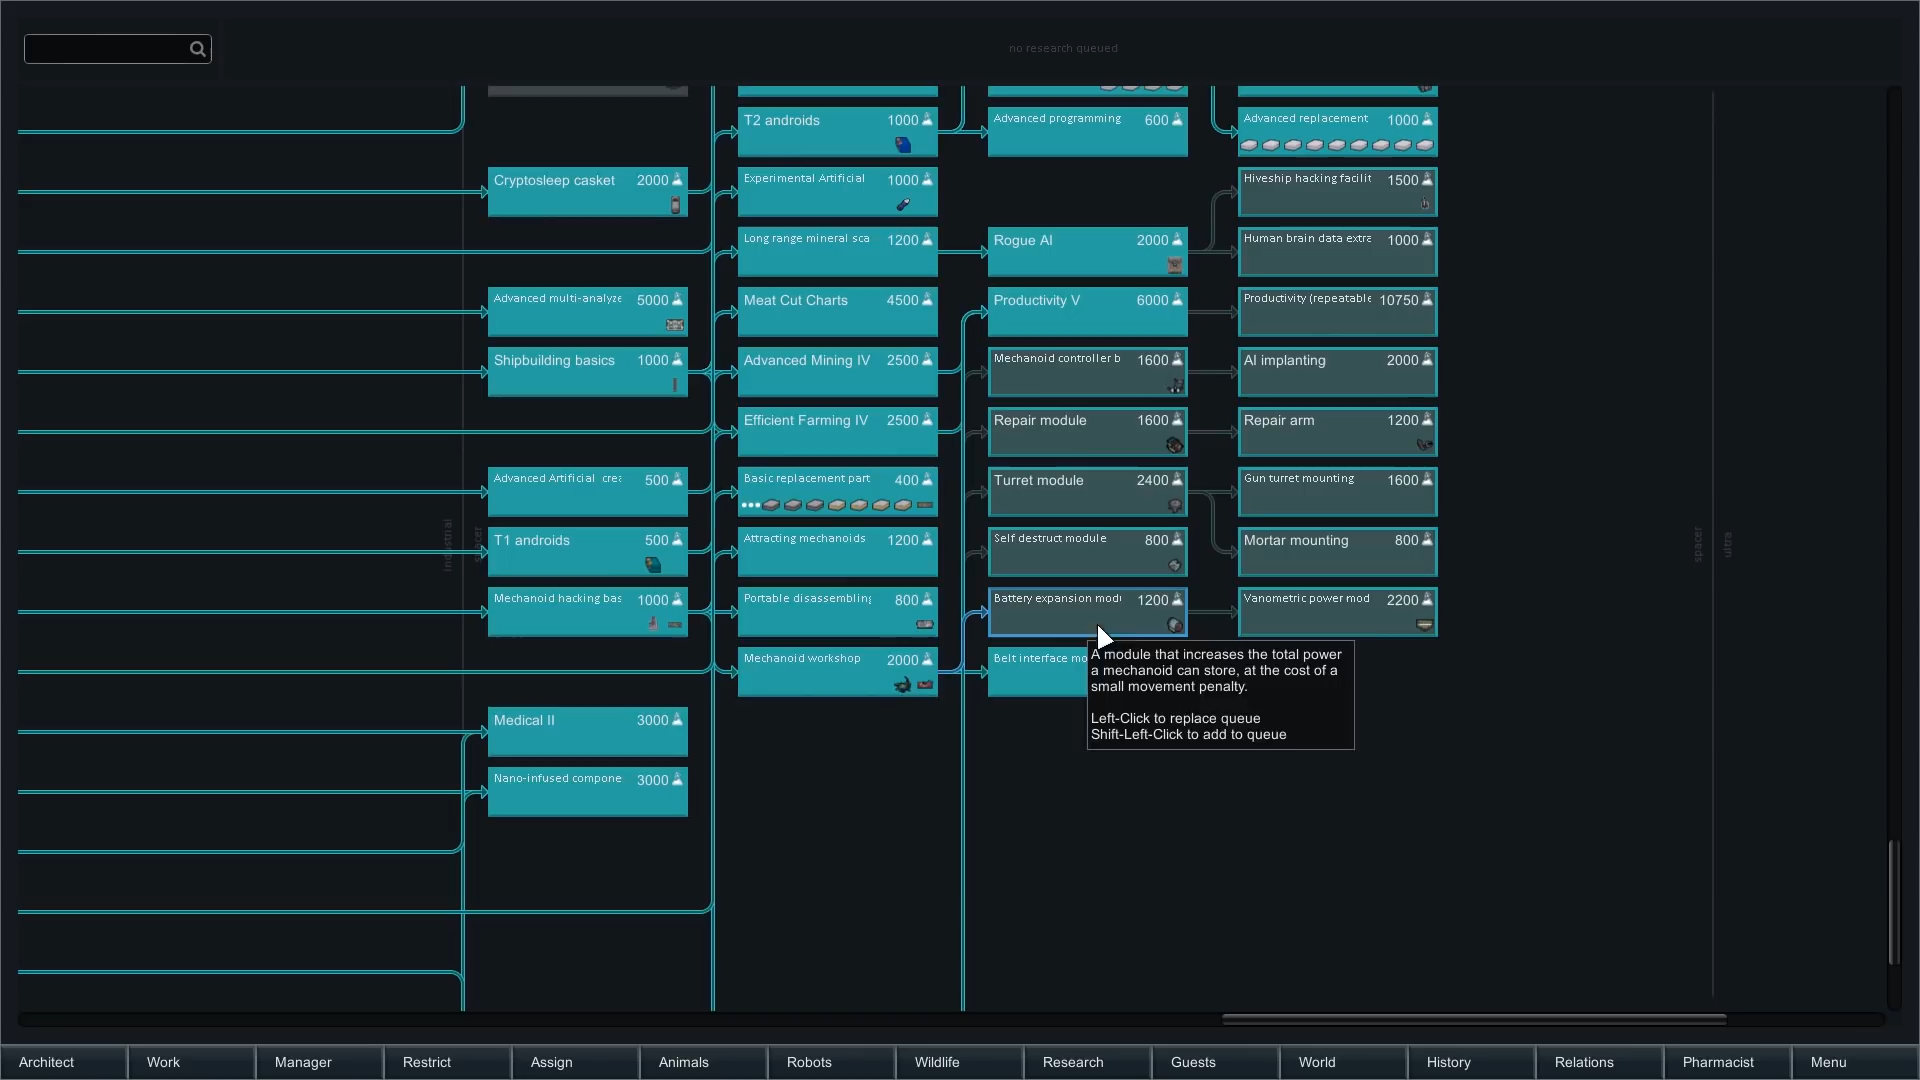 no research queued
T2 androids 1000
Advanced programming 600
Advanced replacement 1000
Cryptosleep casket 2000
Experimental Artificial 1000
Hiveship hacking facilit 1500
Long range mineral sca 1200
Rogue AI 2000
Human brain data extra 1000
Advanced multi-analyze 5000
Meat Cut Charts 4500
Productivity V 6000
Productivity (repeatable 10750
Shipbuilding basics 1000
Advanced Mining IV 2500
Mechanoid controller b 1600
AI implanting 2000
Efficient Farming IV 2500
Repair module 1600
Repair arm 1200
Advanced Artificial crea 500
Basic replacement part 400
Turret module 2400
Gun turret mounting 1600
industrial
spacer
T1 androids 500
Attracting mechanoids 1200
Self destruct module 800
Mortar mounting 800
spacer
ultra
Mechanoid hacking bas 1000
Portable disassembling 800
Battery expansion modu 1200
Vanometric power mod 2200
Mechanoid workshop 2000
Belt interface mo
A module that increases the total power
a mechanoid can store, at the cost of a
small movement penalty.
Left-Click to replace queue
Shift-Left-Click to add to queue
Medical II 3000
Nano-infused compone 3000
Architect Work Manager Restrict Assign Animals Robots Wildlife Research Guests World History Relations Pharmacist Menu